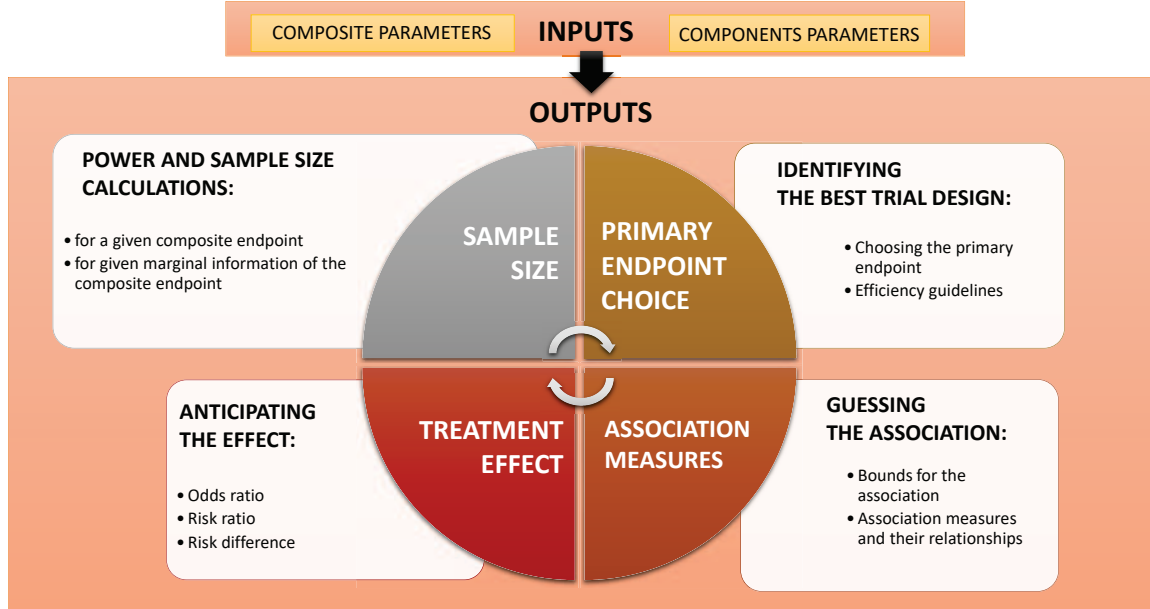 COMPOSITE PARAMETERS
INPUTS
COMPONENTS PARAMETERS
OUTPUTS
POWER AND SAMPLE SIZE
CALCULATIONS:
• for a given composite endpoint
• for given marginal information of the
composite endpoint
SAMPLE
SIZE
PRIMARY
ENDPOINT
CHOICE
IDENTIFYING
THE BEST TRIAL DESIGN:
• Choosing the primary
endpoint
• Efficiency guidelines
ANTICIPATING
THE EFFECT:
• Odds ratio
• Risk ratio
• Risk difference
TREATMENT
EFFECT
ASSOCIATION
MEASURES
GUESSING
THE ASSOCIATION:
• Bounds for the
association
• Association measures
and their relationships